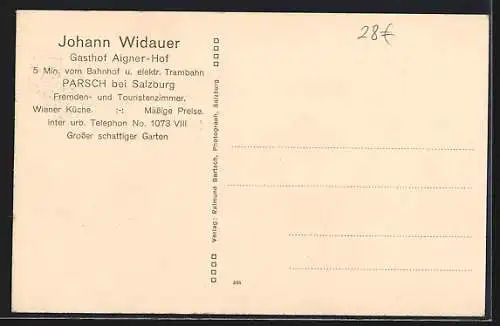 Johann Widauer
Gasthof Aigner-Hof
5 Min. vom Bahnhof u. elektr. Trambahn
PARSCH bei Salzburg
Fremden- und Touristenzimmer.
Wiener Küche. :-: Mäßige Preise.
inter urb. Telephon No. 1073 VIII
Großer schattiger Garten
Verlag: Raimund Bartsch, Photograph, Salzburg
28€